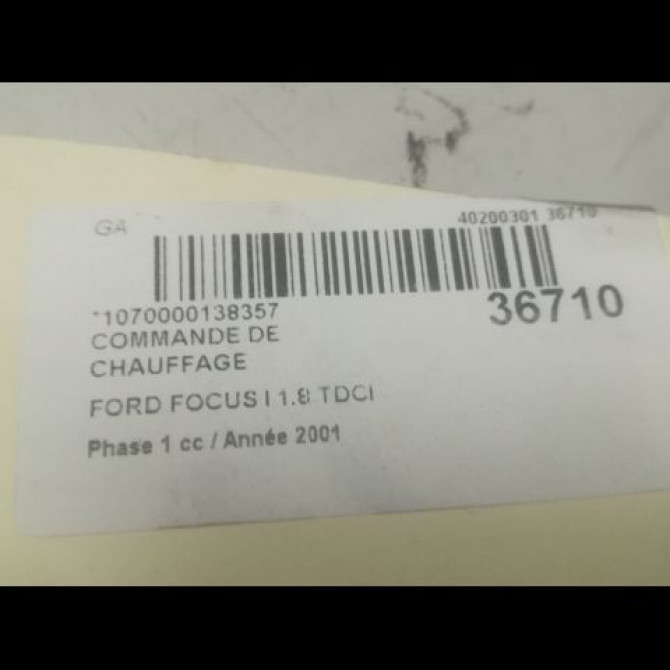 GA
40200301 36710
*1070000138357
36710
COMMANDE DE
CHAUFFAGE
FORD FOCUS I 1.8 TDCI
Phase 1 cc / Année 2001